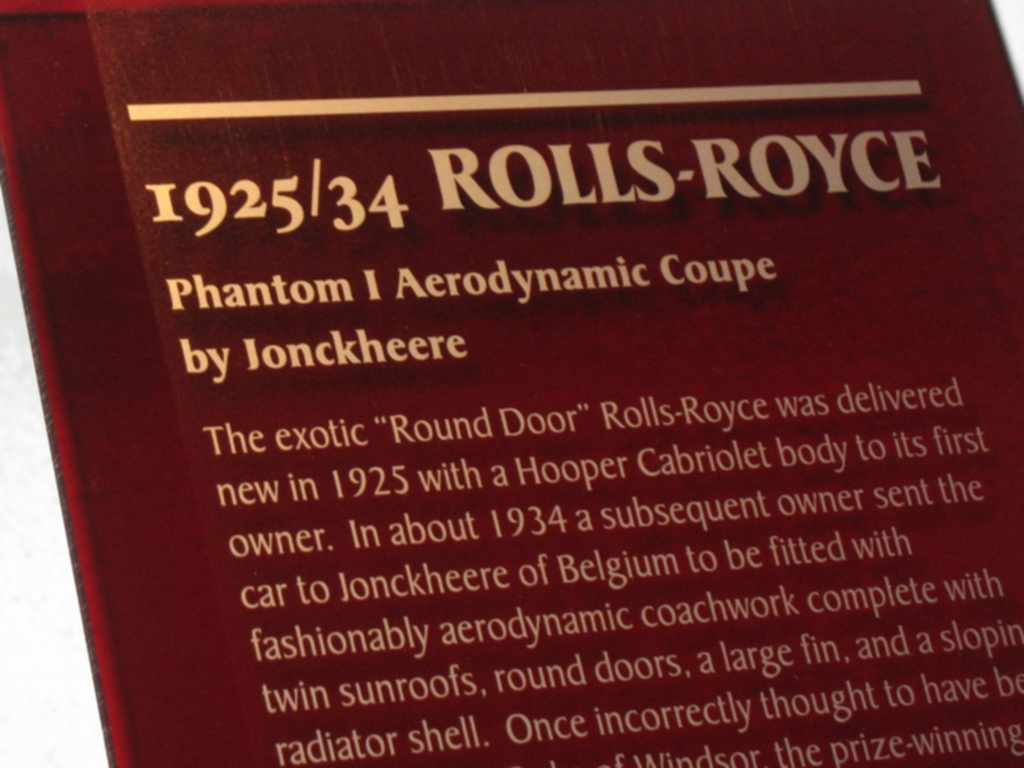 1925/34 ROLLS-ROYCE
Phantom I Aerodynamic Coupe
by Jonckheere
The exotic “Round Door” Rolls-Royce was delivered
new in 1925 with a Hooper Cabriolet body to its first
owner. In about 1934 a subsequent owner sent the
car to Jonckheere of Belgium to be fitted with
fashionably aerodynamic coachwork complete with
twin sunroofs, round doors, a large fin, and a slopin
radiator shell. Once incorrectly thought to have be
of Windsor, the prize-winning